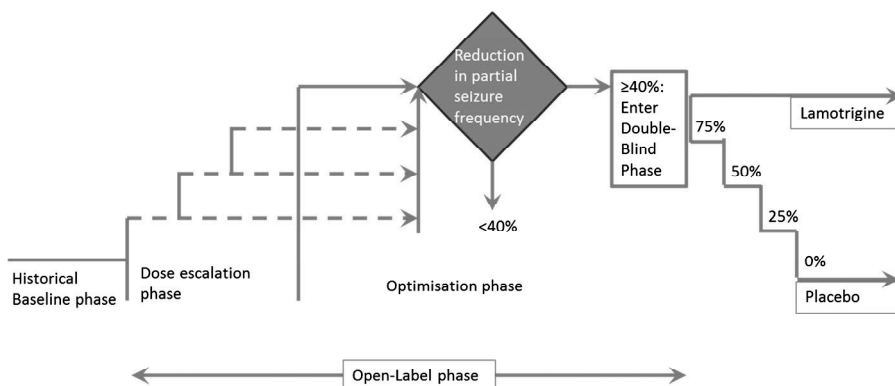 Historical
Baseline phase
Dose escalation
phase
Optimisation phase
Reduction
in partial
seizure
frequency
<40%
≥40%:
Enter
Double-
Blind
Phase
Lamotrigine
75%
50%
25%
0%
Placebo
Open-Label phase